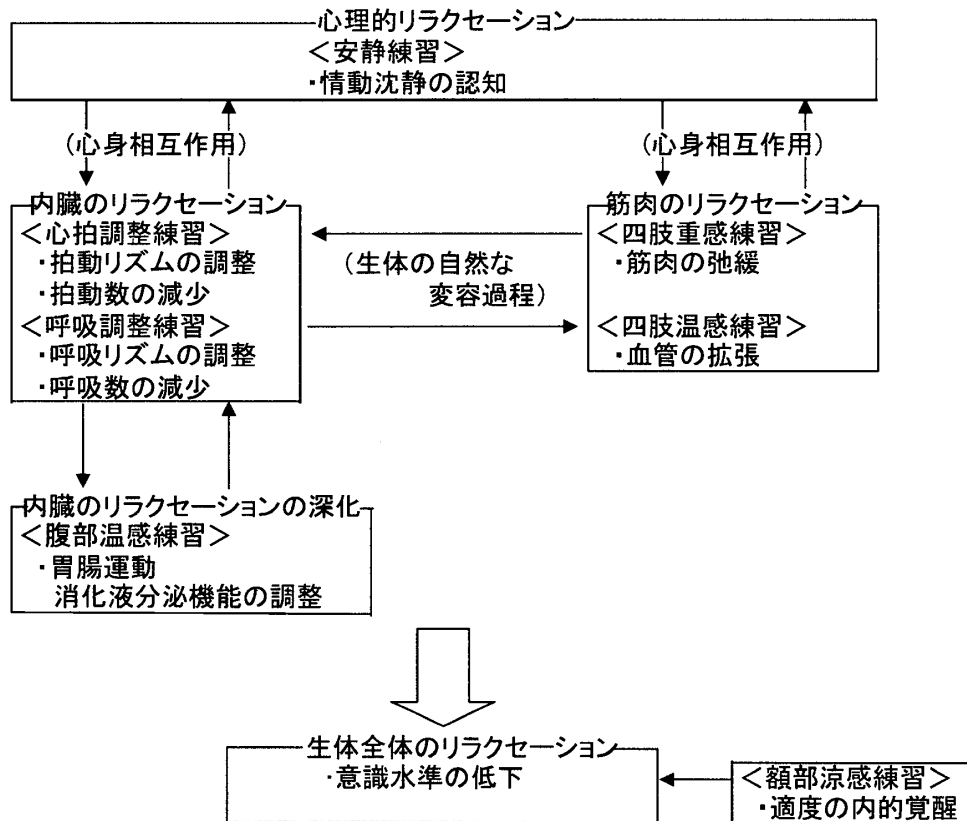 心理的リラクセーション
＜安静練習＞
・情動沈静の認知
（心身相互作用）
（心身相互作用）
内臓のリラクセーション
＜心拍調整練習＞
・拍動リズムの調整
・拍動数の減少
＜呼吸調整練習＞
・呼吸リズムの調整
・呼吸数の減少
（生体の自然な
変容過程）
筋肉のリラクセーション
＜四肢重感練習＞
・筋肉の弛緩
＜四肢温感練習＞
・血管の拡張
内臓のリラクセーションの深化
＜腹部温感練習＞
・胃腸運動
消化液分泌機能の調整
生体全体のリラクセーション
・意識水準の低下
＜額部涼感練習＞
・適度の内的覚醒